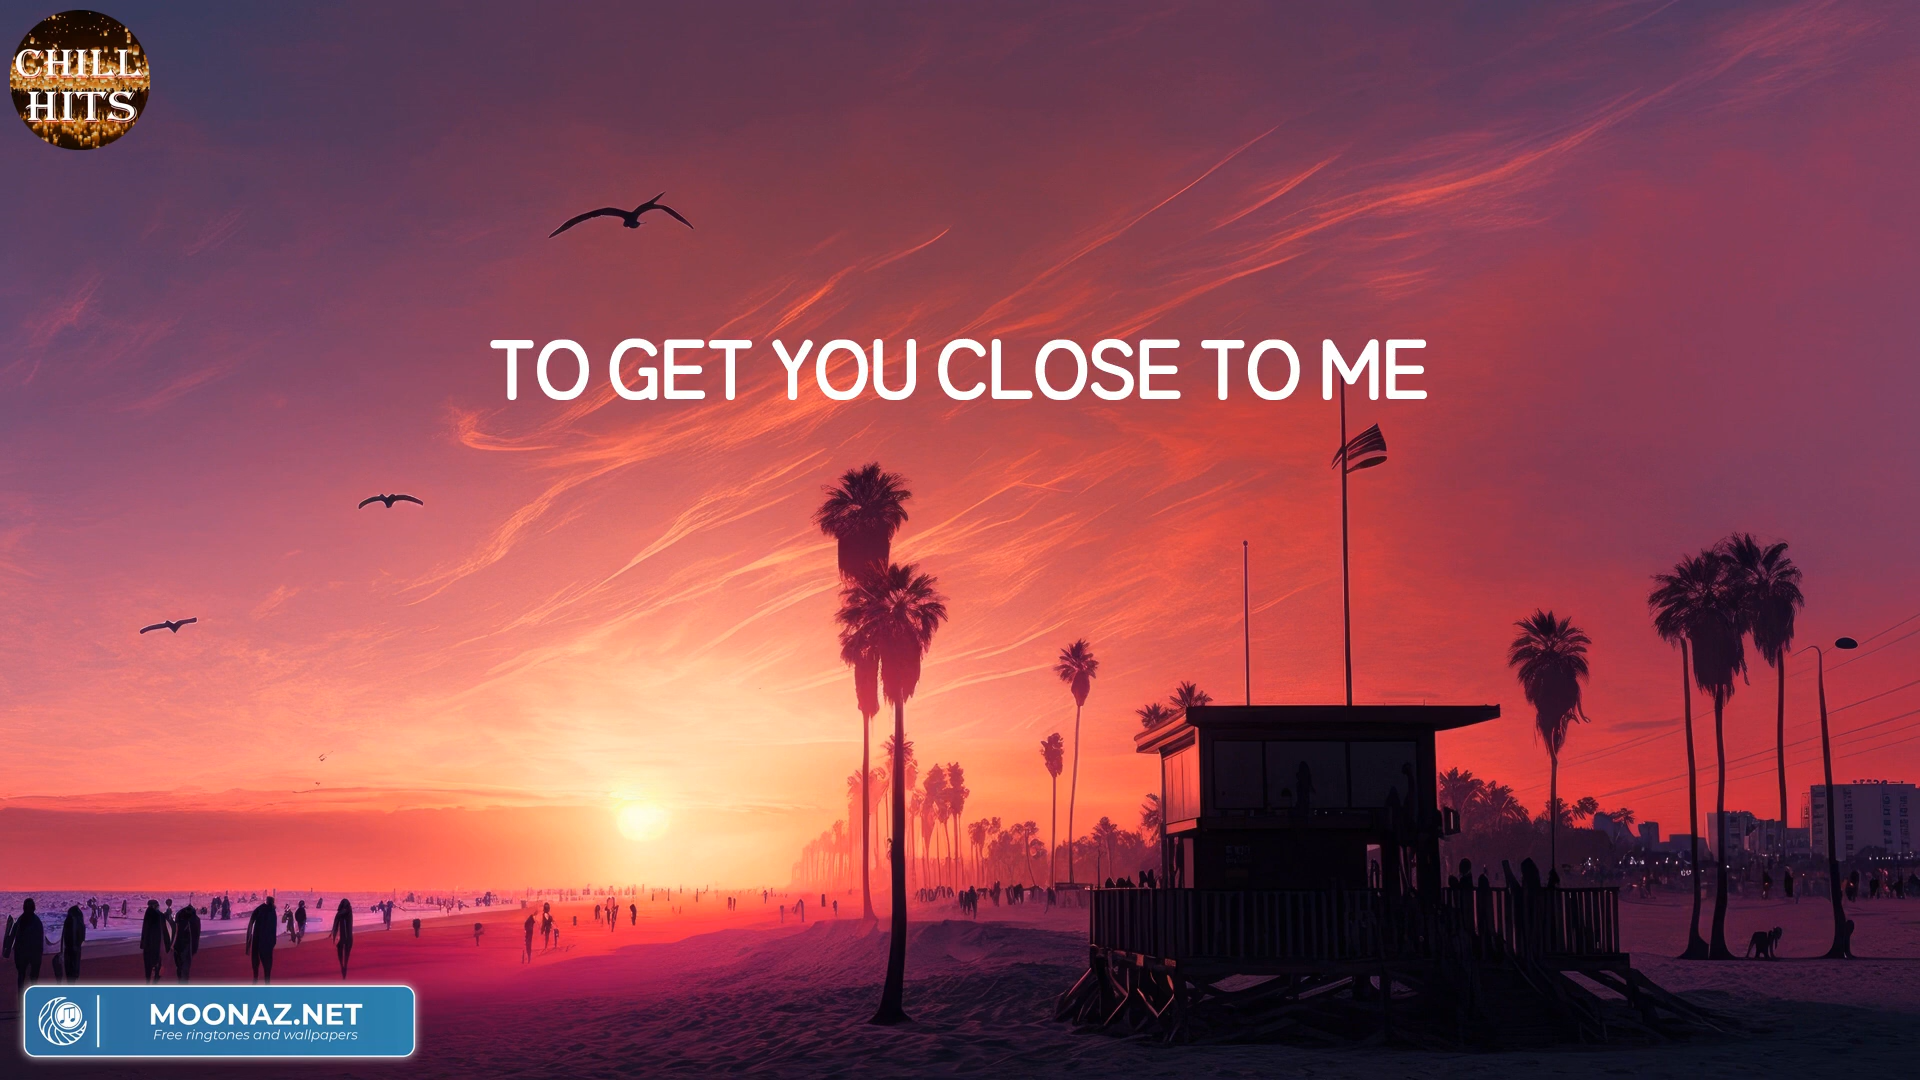 CHILL
HITS
TO GET YOU CLOSE TO ME
MOONAZ.NET
Free ringtones and wallpapers